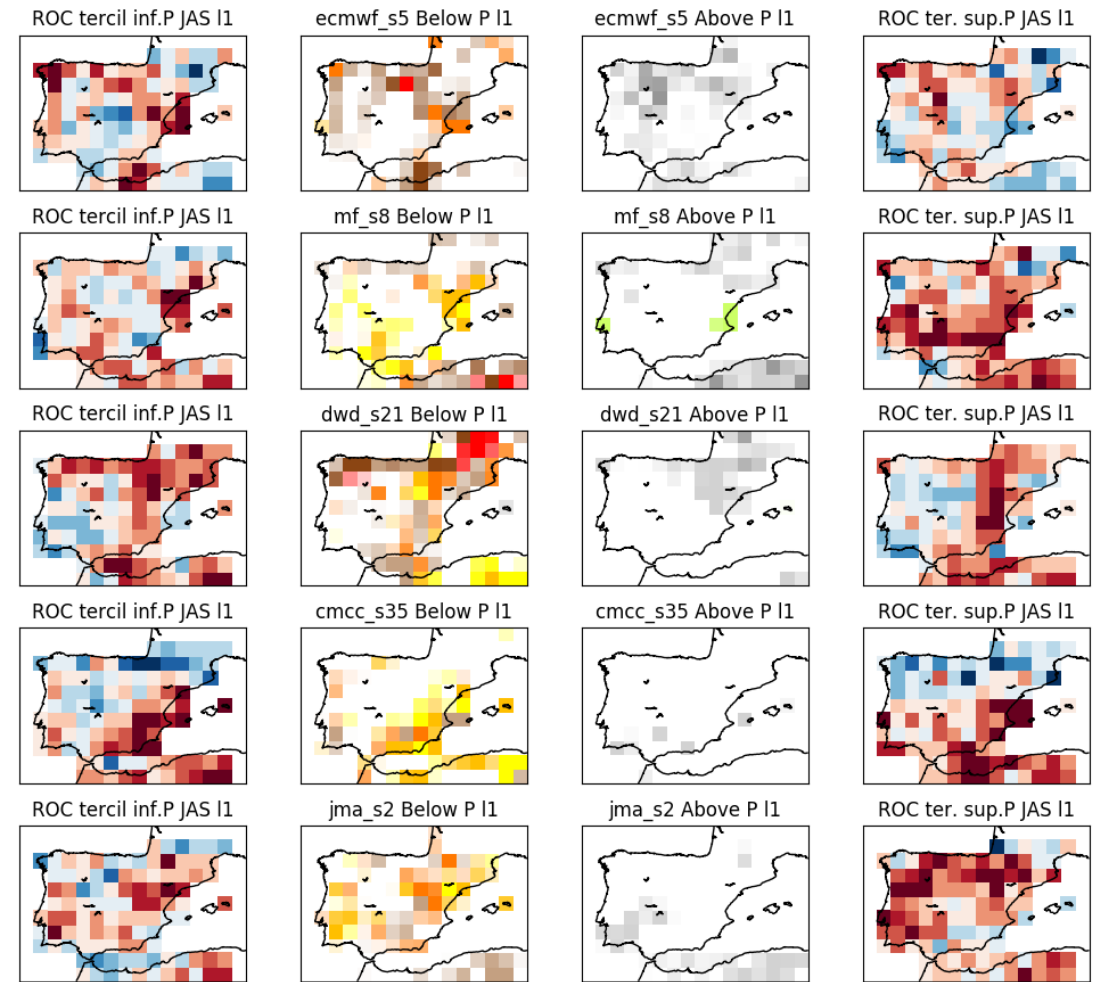 ROC tercil inf.P JAS l1
ecmwf_s5 Below P l1
ecmwf_s5 Above P l1
ROC ter. sup.P JAS l1
ROC tercil inf.P JAS l1
mf_s8 Below P l1
mf_s8 Above P l1
ROC ter. sup.P JAS l1
ROC tercil inf.P JAS l1
dwd_s21 Below P l1
dwd_s21 Above P l1
ROC ter. sup.P JAS l1
ROC tercil inf.P JAS l1
cmcc_s35 Below P l1
cmcc_s35 Above P l1
ROC ter. sup.P JAS l1
ROC tercil inf.P JAS l1
jma_s2 Below P l1
jma_s2 Above P l1
ROC ter. sup.P JAS l1